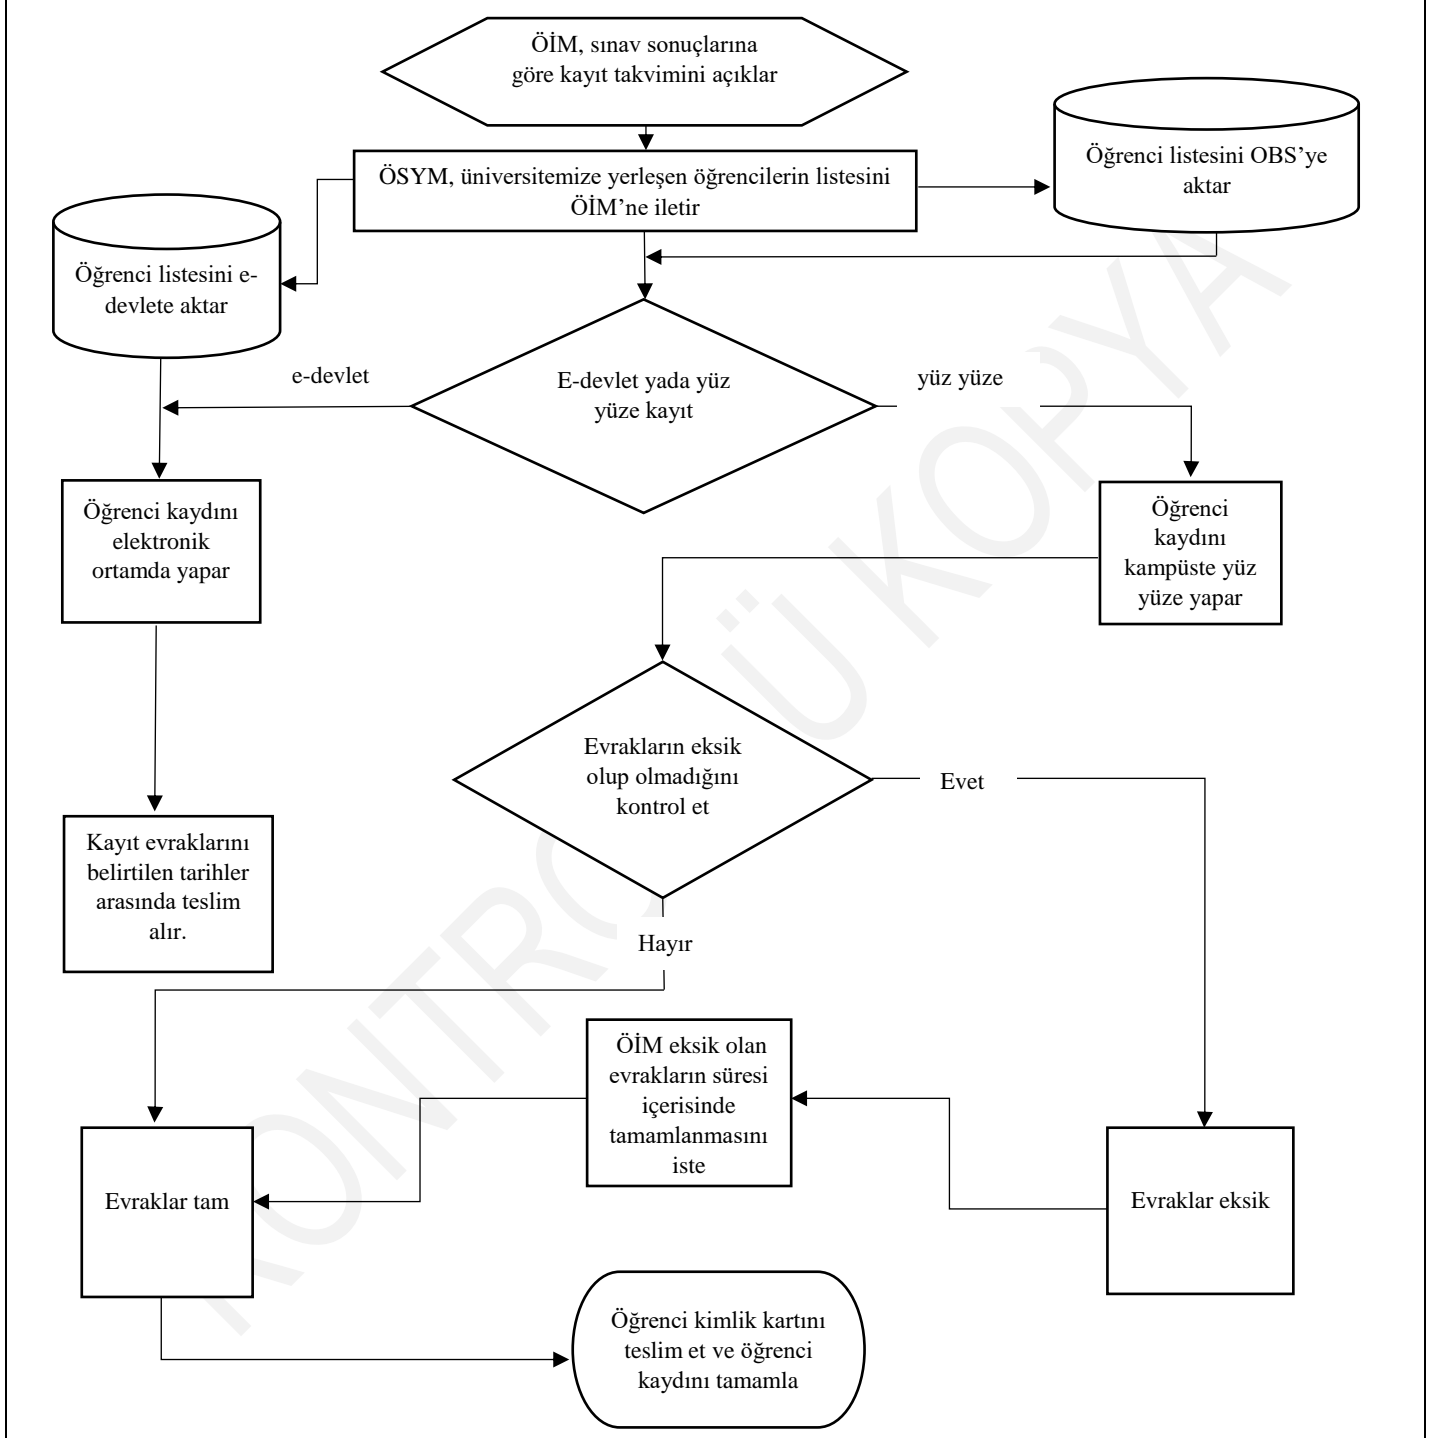 ÖİM, sınav sonuçlarına
göre kayıt takvimini açıklar
ÖSYM, üniversitemize yerleşen öğrencilerin listesini
ÖİM’ne iletir
Öğrenci listesini OBS’ye
aktar
Öğrenci listesini e-
devlete aktar
e-devlet
E-devlet yada yüz
yüze kayıt
yüz yüze
Öğrenci kaydını
elektronik
ortamda yapar
Öğrenci
kaydını
kampüste yüz
yüze yapar
Evrakların eksik
olup olmadığını
kontrol et
Evet
Kayıt evraklarını
belirtilen tarihler
arasında teslim
alır.
Hayır
ÖİM eksik olan
evrakların süresi
içerisinde
tamamlanmasını
iste
Evraklar tam
Evraklar eksik
Öğrenci kimlik kartını
teslim et ve öğrenci
kaydını tamamla